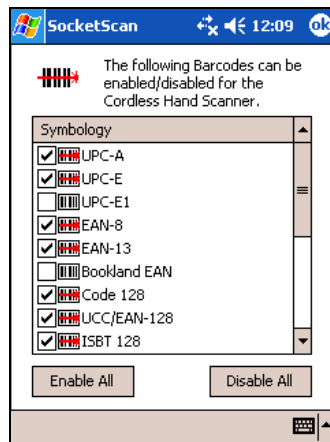 SocketScan 12:09 ok
The following Barcodes can be
enabled/disabled for the
Cordless Hand Scanner.
Symbology
UPC-A
UPC-E
UPC-E1
EAN-8
EAN-13
Bookland EAN
Code 128
UCC/EAN-128
ISBT 128
Enable All Disable All